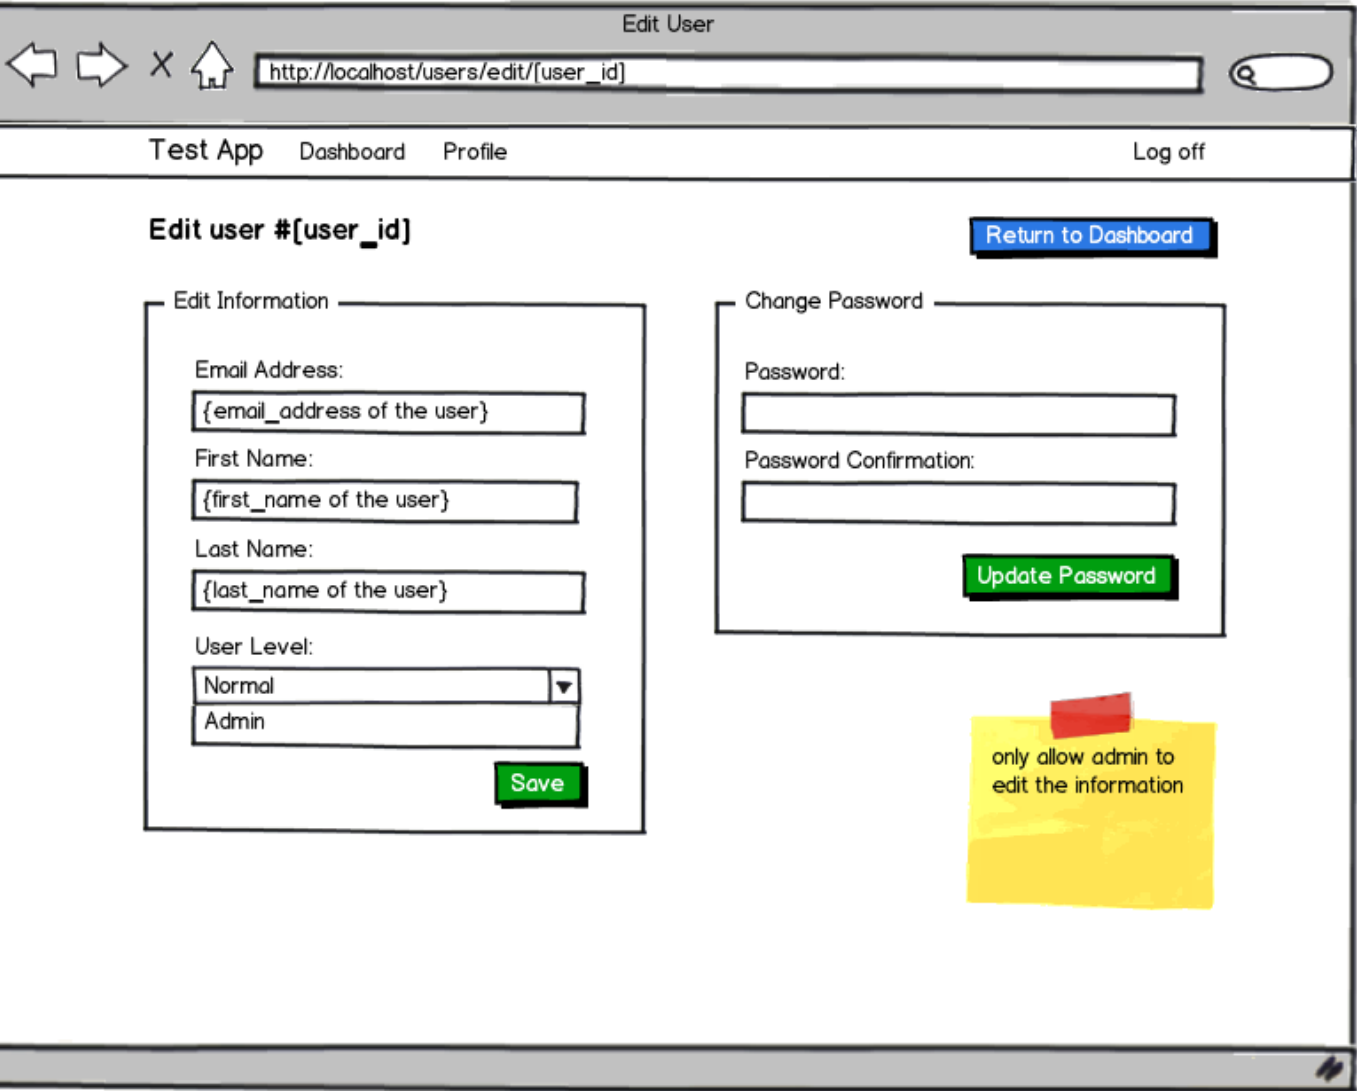 Edit User
http://localhost/users/edit/[user_id]
Test App Dashboard Profile Log off
Edit user #[user_id]
Return to Dashboard
Edit Information
Email Address:
{email_address of the user}
First Name:
{first_name of the user}
Last Name:
{last_name of the user}
User Level:
Normal
Admin
Save
Change Password
Password:
Password Confirmation:
Update Password
only allow admin to
edit the information